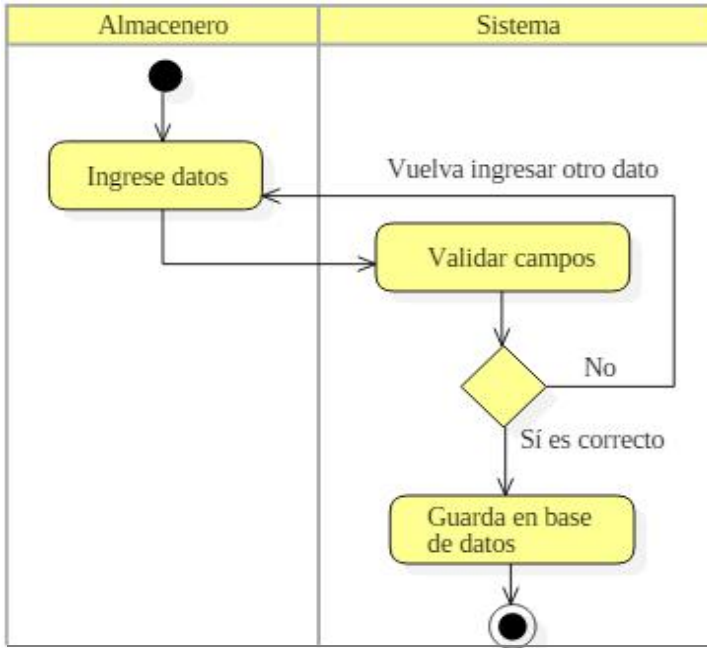 Almacenero
Sistema
Ingrese datos
Vuelva ingresar otro dato
Validar campos
No
Sí es correcto
Guarda en base
de datos